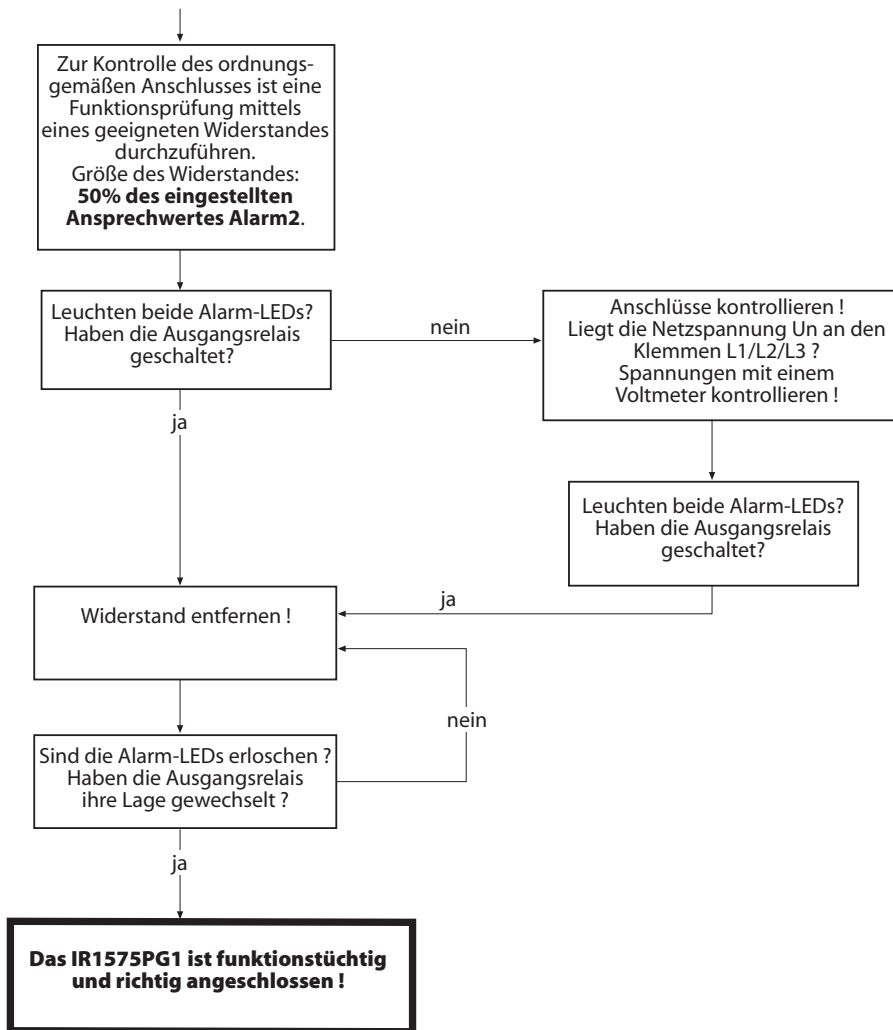 Zur Kontrolle des ordnungs-
gemäßen Anschlusses ist eine
Funktionsprüfung mittels
eines geeigneten Widerstandes
durchzuführen.
Größe des Widerstandes:
50% des eingestellten
Ansprechwertes Alarm2.
Leuchten beide Alarm-LEDs?
Haben die Ausgangsrelais
geschaltet?
nein
Anschlüsse kontrollieren !
Liegt die Netzspannung Un an den
Klemmen L1/L2/L3 ?
Spannungen mit einem
Voltmeter kontrollieren !
ja
Leuchten beide Alarm-LEDs?
Haben die Ausgangsrelais
geschaltet?
ja
Widerstand entfernen !
nein
Sind die Alarm-LEDs erloschen ?
Haben die Ausgangsrelais
ihre Lage gewechselt ?
ja
Das IR1575PG1 ist funktionstüchtig
und richtig angeschlossen !